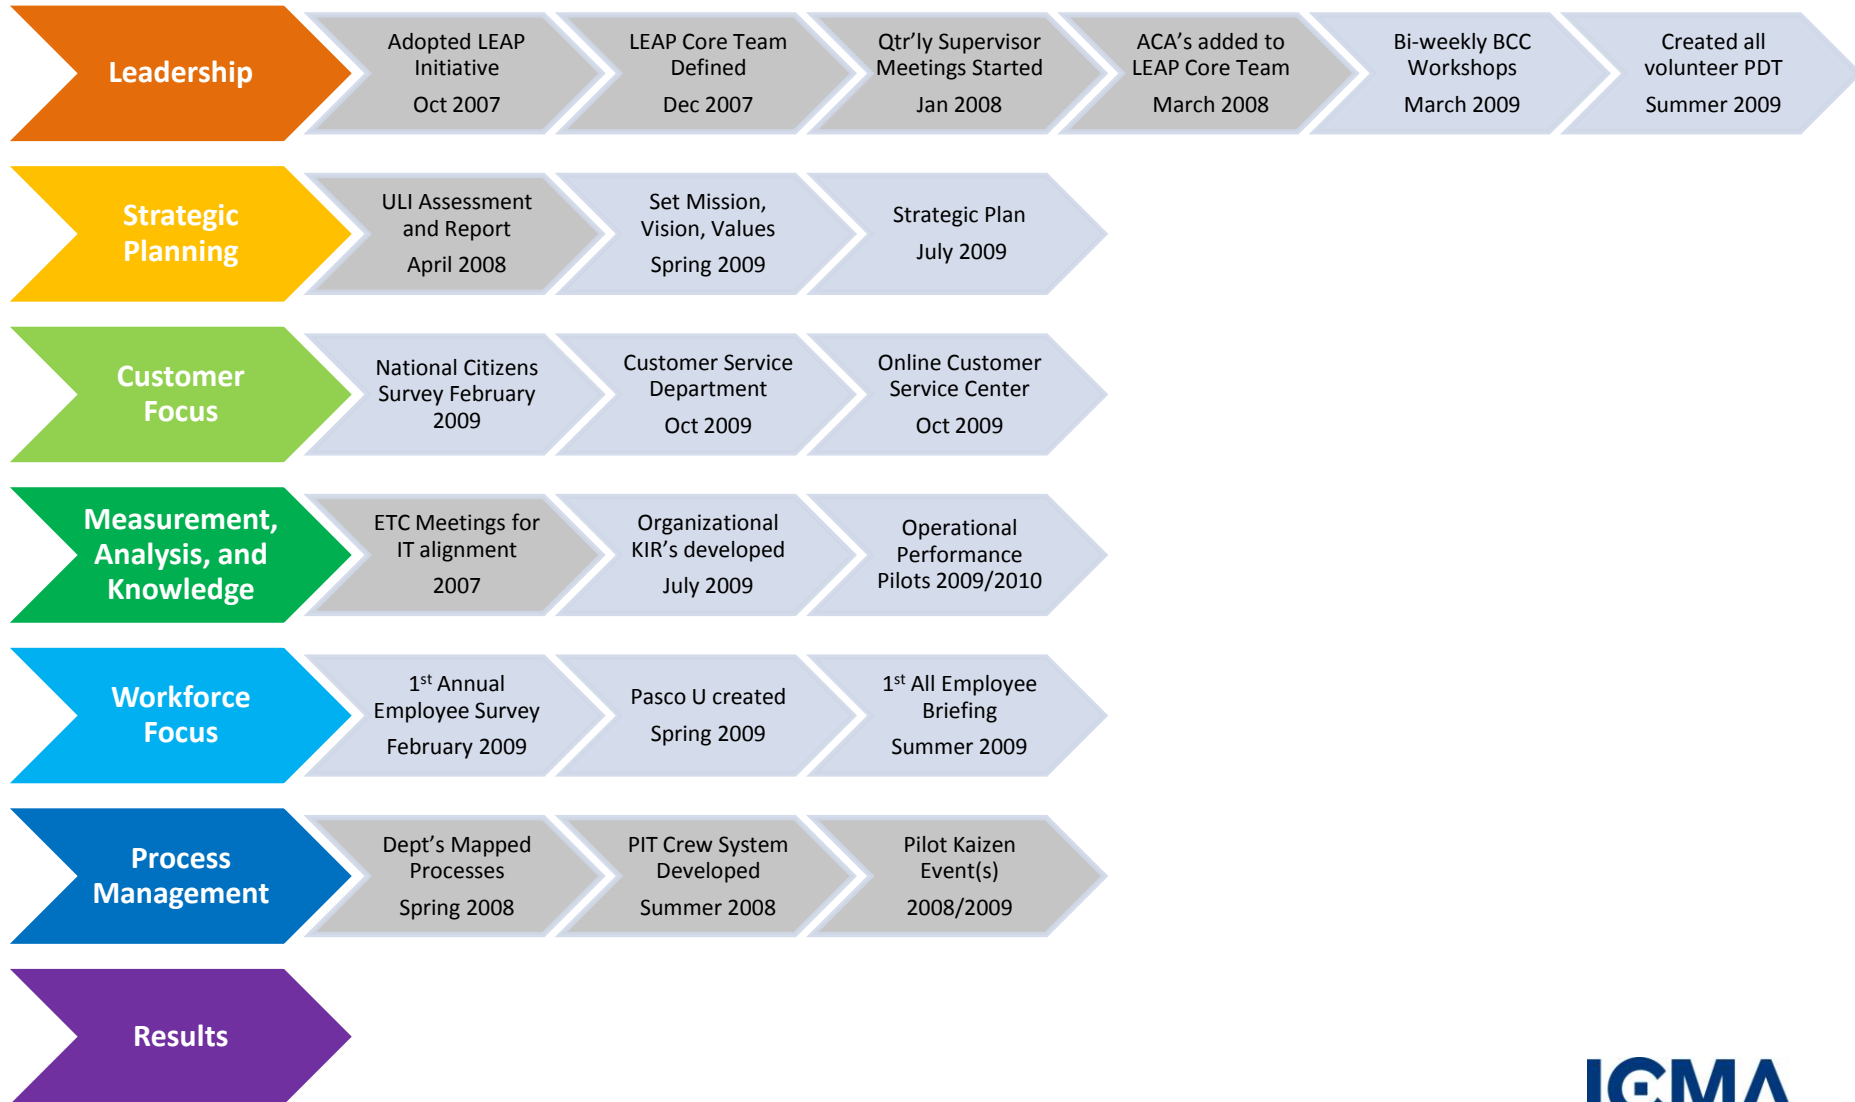 Leadership
Adopted LEAP
Initiative
Oct 2007
LEAP Core Team
Defined
Dec 2007
Qtr'ly Supervisor
Meetings Started
Jan 2008
ACA's added to
LEAP Core Team
March 2008
Bi-weekly BCC
Workshops
March 2009
Created all
volunteer PDT
Summer 2009
Strategic
Planning
ULI Assessment
and Report
April 2008
Set Mission,
Vision, Values
Spring 2009
Strategic Plan
July 2009
Customer
Focus
National Citizens
Survey February
2009
Customer Service
Department
Oct 2009
Online Customer
Service Center
Oct 2009
Measurement,
Analysis, and
Knowledge
ETC Meetings for
IT alignment
2007
Organizational
KIR's developed
July 2009
Operational
Performance
Pilots 2009/2010
Workforce
Focus
1st Annual
Employee Survey
February 2009
Pasco U created
Spring 2009
1st All Employee
Briefing
Summer 2009
Process
Management
Dept's Mapped
Processes
Spring 2008
PIT Crew System
Developed
Summer 2008
Pilot Kaizen
Event(s)
2008/2009
Results
ICMA